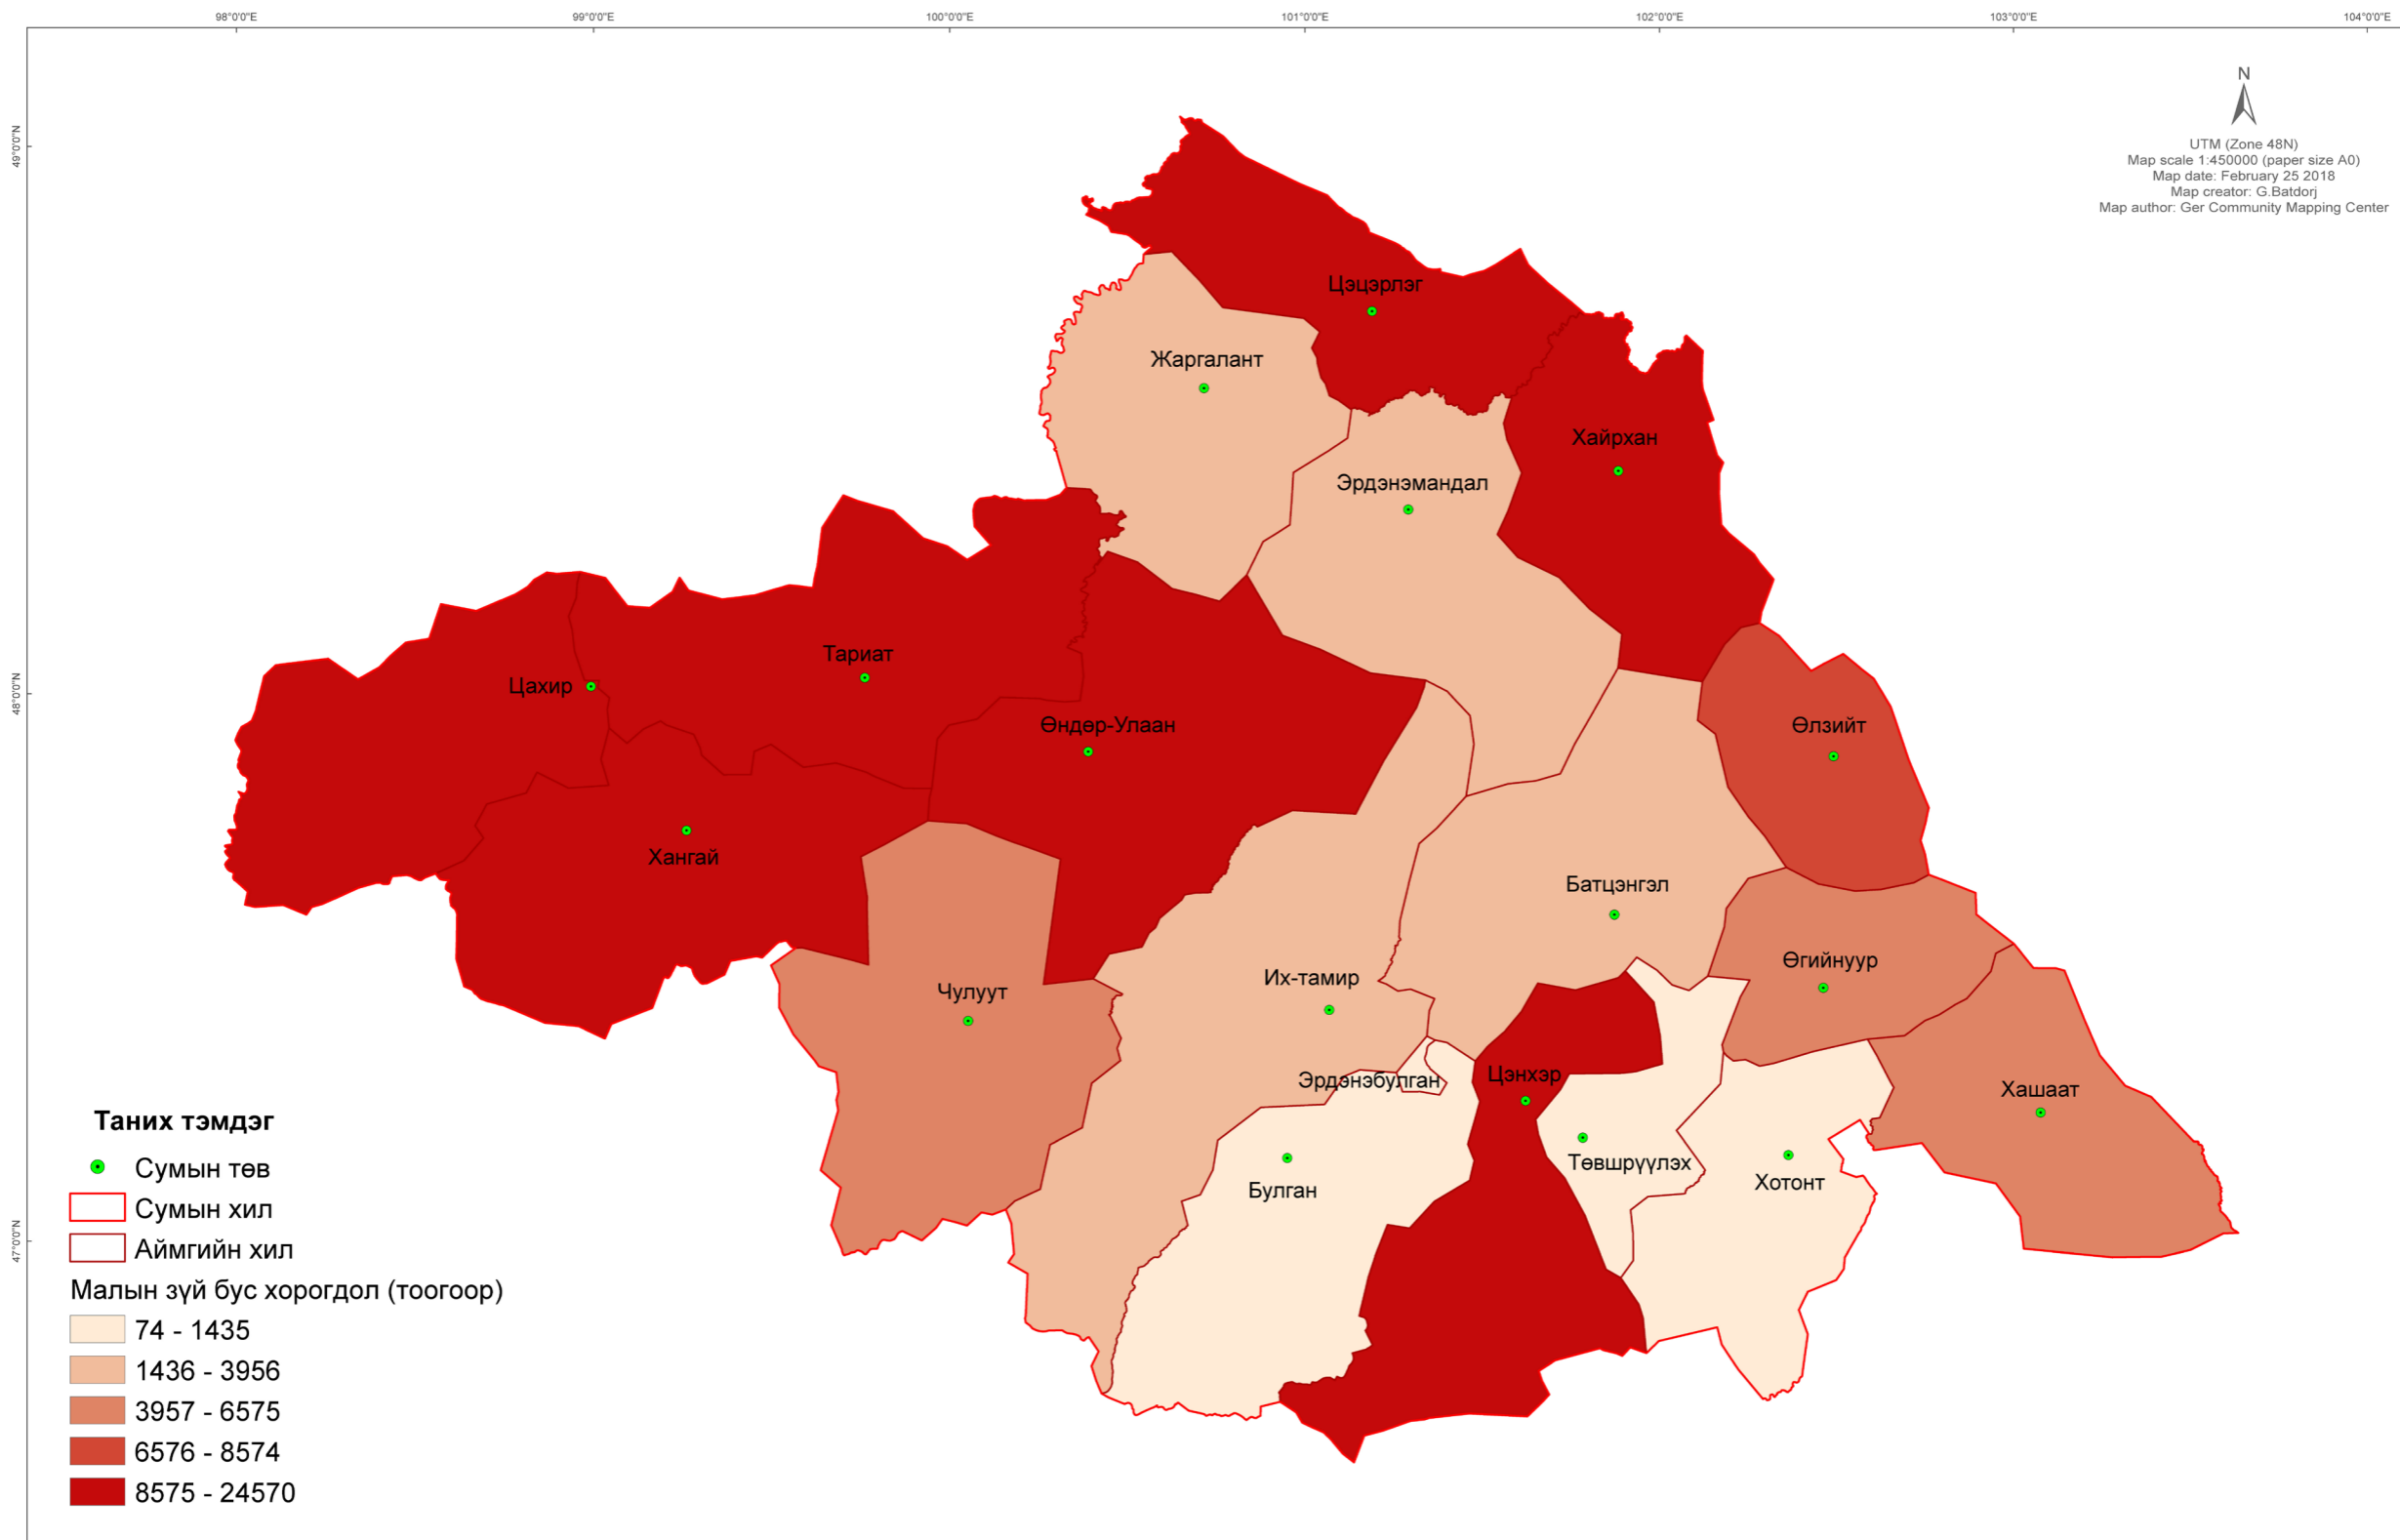 98°0'0"E 99°0'0"E 100°0'0"E 101°0'0"E 102°0'0"E 103°0'0"E 104°0'0"E
49°0'0"N
48°0'0"N
47°0'0"N
N
UTM (Zone 48N)
Map scale 1:450000 (paper size A0)
Map date: February 25 2018
Map creator: G.Batdorj
Map author: Ger Community Mapping Center
Цэцэрлэг
Жаргалант
Хайрхан
Эрдэнэмандал
Тариат
Цахир
Өндөр-Улаан
Өлзийт
Хангай
Батцэнгэл
Өгийнуур
Их-тамир
Чулуут
Цэнхэр
Эрдэнэбулган
Хашаат
Төвшрүүлэх
Хотонт
Булган
Таних тэмдэг
Сумын төв
Сумын хил
Аймгийн хил
Малын зүй бус хорогдол (тоогоор)
74 - 1435
1436 - 3956
3957 - 6575
6576 - 8574
8575 - 24570